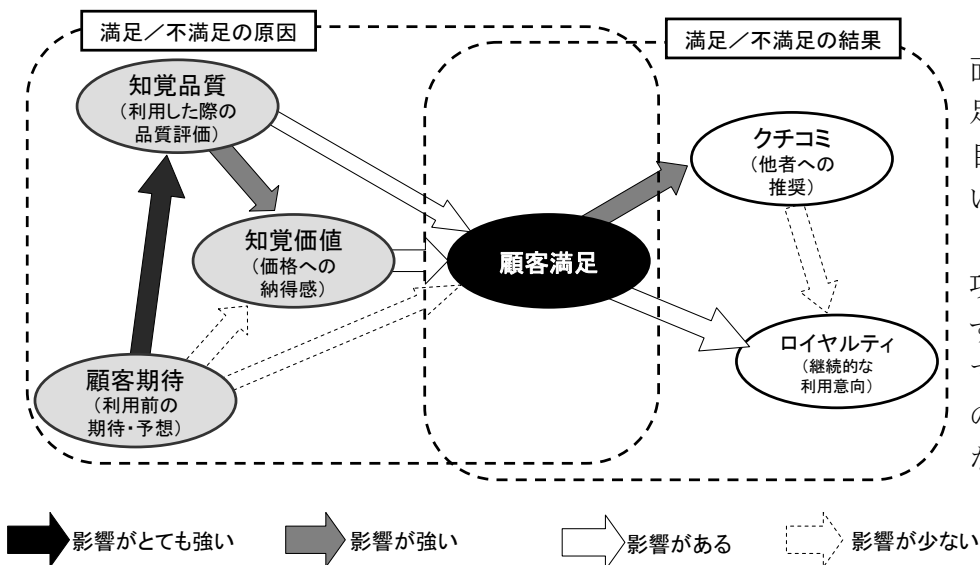 満足／不満足の原因
満足／不満足の結果
知覚品質
(利用した際の
品質評価)
クチコミ
(他者への
推奨)
知覚価値
(価格への
納得感)
顧客満足
顧客期待
(利用前の
期待・予想)
ロイヤルティ
(継続的な
利用意向)
影響がとても強い
影響が強い
影響がある
影響が少ない